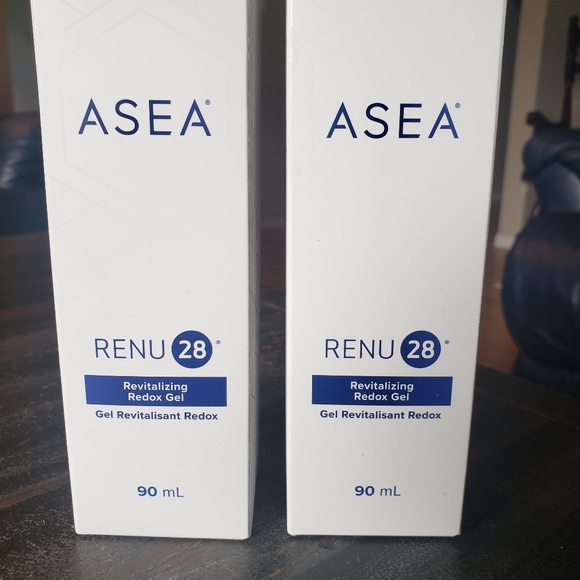 ASEA®
RENU 28®
Revitalizing
Redox Gel
Gel Revitalisant Redox
90 mL
ASEA®
RENU 28®
Revitalizing
Redox Gel
Gel Revitalisant Redox
90 mL